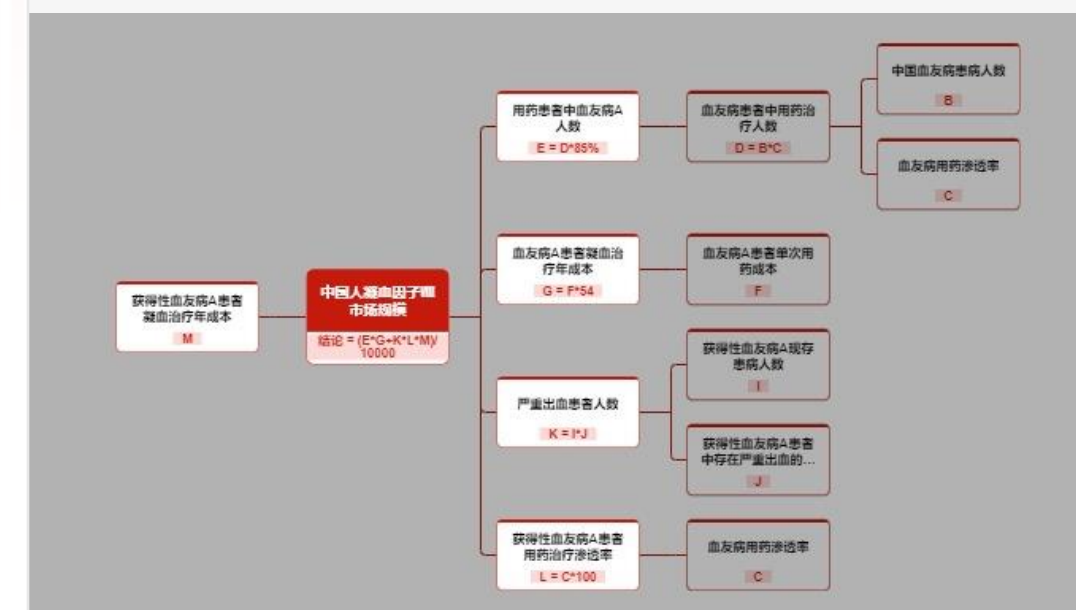 中国血友病患病人数
B
用药患者中血友病A
人数
E = D*85%
血友病患者中用药治
疗人数
D = B*C
血友病用药渗透率
C
血友病A患者凝血治
疗年成本
G = F*54
血友病A患者单次用
药成本
F
获得性血友病A患者
凝血治疗年成本
M
中国人凝血因子VIII
市场规模
结论 = (E*G+K*L*M)/
10000
获得性血友病A现存
患病人数
I
严重出血患者人数
K = I*J
获得性血友病A患者
中存在严重出血的...
J
获得性血友病A患者
用药治疗渗透率
L = C*100
血友病用药渗透率
C